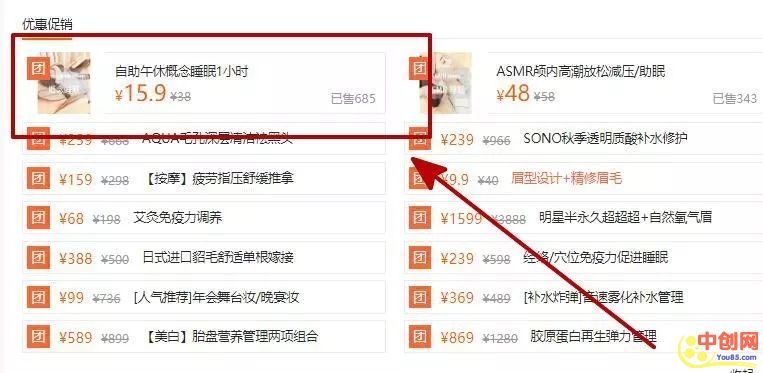 优惠促销
团
自助午休概念睡眠1小时
¥15.9 ¥38
已售685
团
ASMR颅内高潮放松减压/助眠
¥48 ¥58
已售343
团 ¥259 ¥668 AQUA毛孔深层清洁祛黑头
团 ¥239 ¥966 SONO秋季透明质酸补水修护
团 ¥159 ¥298 【按摩】疲劳指压舒缓推拿
¥9.9 ¥40 眉型设计+精修眉毛
团 ¥68 ¥198 艾灸免疫力调养
团 ¥1599 ¥3888 明星半永久超超超+自然氧气眉
团 ¥388 ¥500 日式进口貂毛舒适单根嫁接
团 ¥239 ¥598 经络/穴位免疫力促进睡眠
团 ¥99 ¥736 [人气推荐]年会舞台妆/晚宴妆
团 ¥369 ¥489 [补水炸弹]音速雾化补水管理
团 ¥589 ¥899 【美白】胎盘营养管理两项组合
团 ¥869 ¥1280 胶原蛋白再生弹力管理
中创网
You85.com